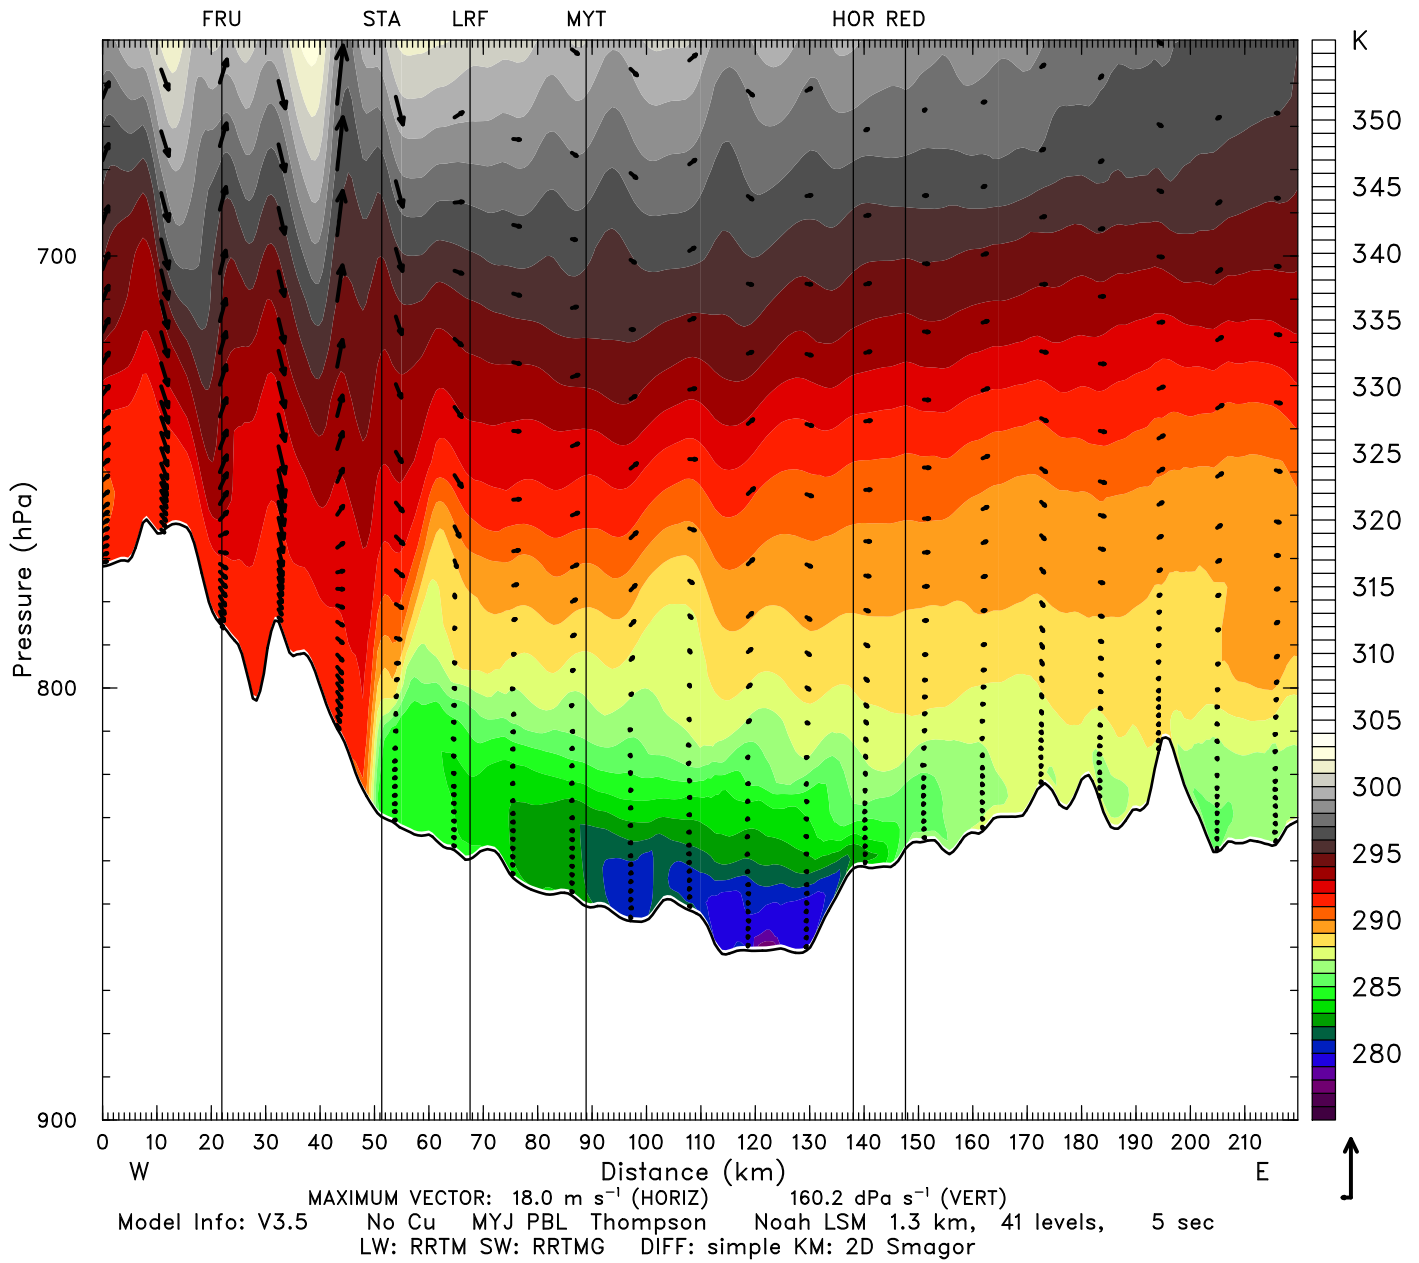 FRU STA LRF MYT HOR RED
K
350
345
700
340
335
330
325
320
Pressure (hPa)
315
310
800
305
300
295
290
285
280
900
0 10 20 30 40 50 60 70 80 90 100 110 120 130 140 150 160 170 180 190 200 210
W Distance (km) E
MAXIMUM VECTOR: 18.0 m s⁻¹ (HORIZ) 160.2 dPa s⁻¹ (VERT)
Model Info: V3.5 No Cu MYJ PBL Thompson Noah LSM 1.3 km, 41 levels, 5 sec
LW: RRTM SW: RRTMG DIFF: simple KM: 2D Smagor